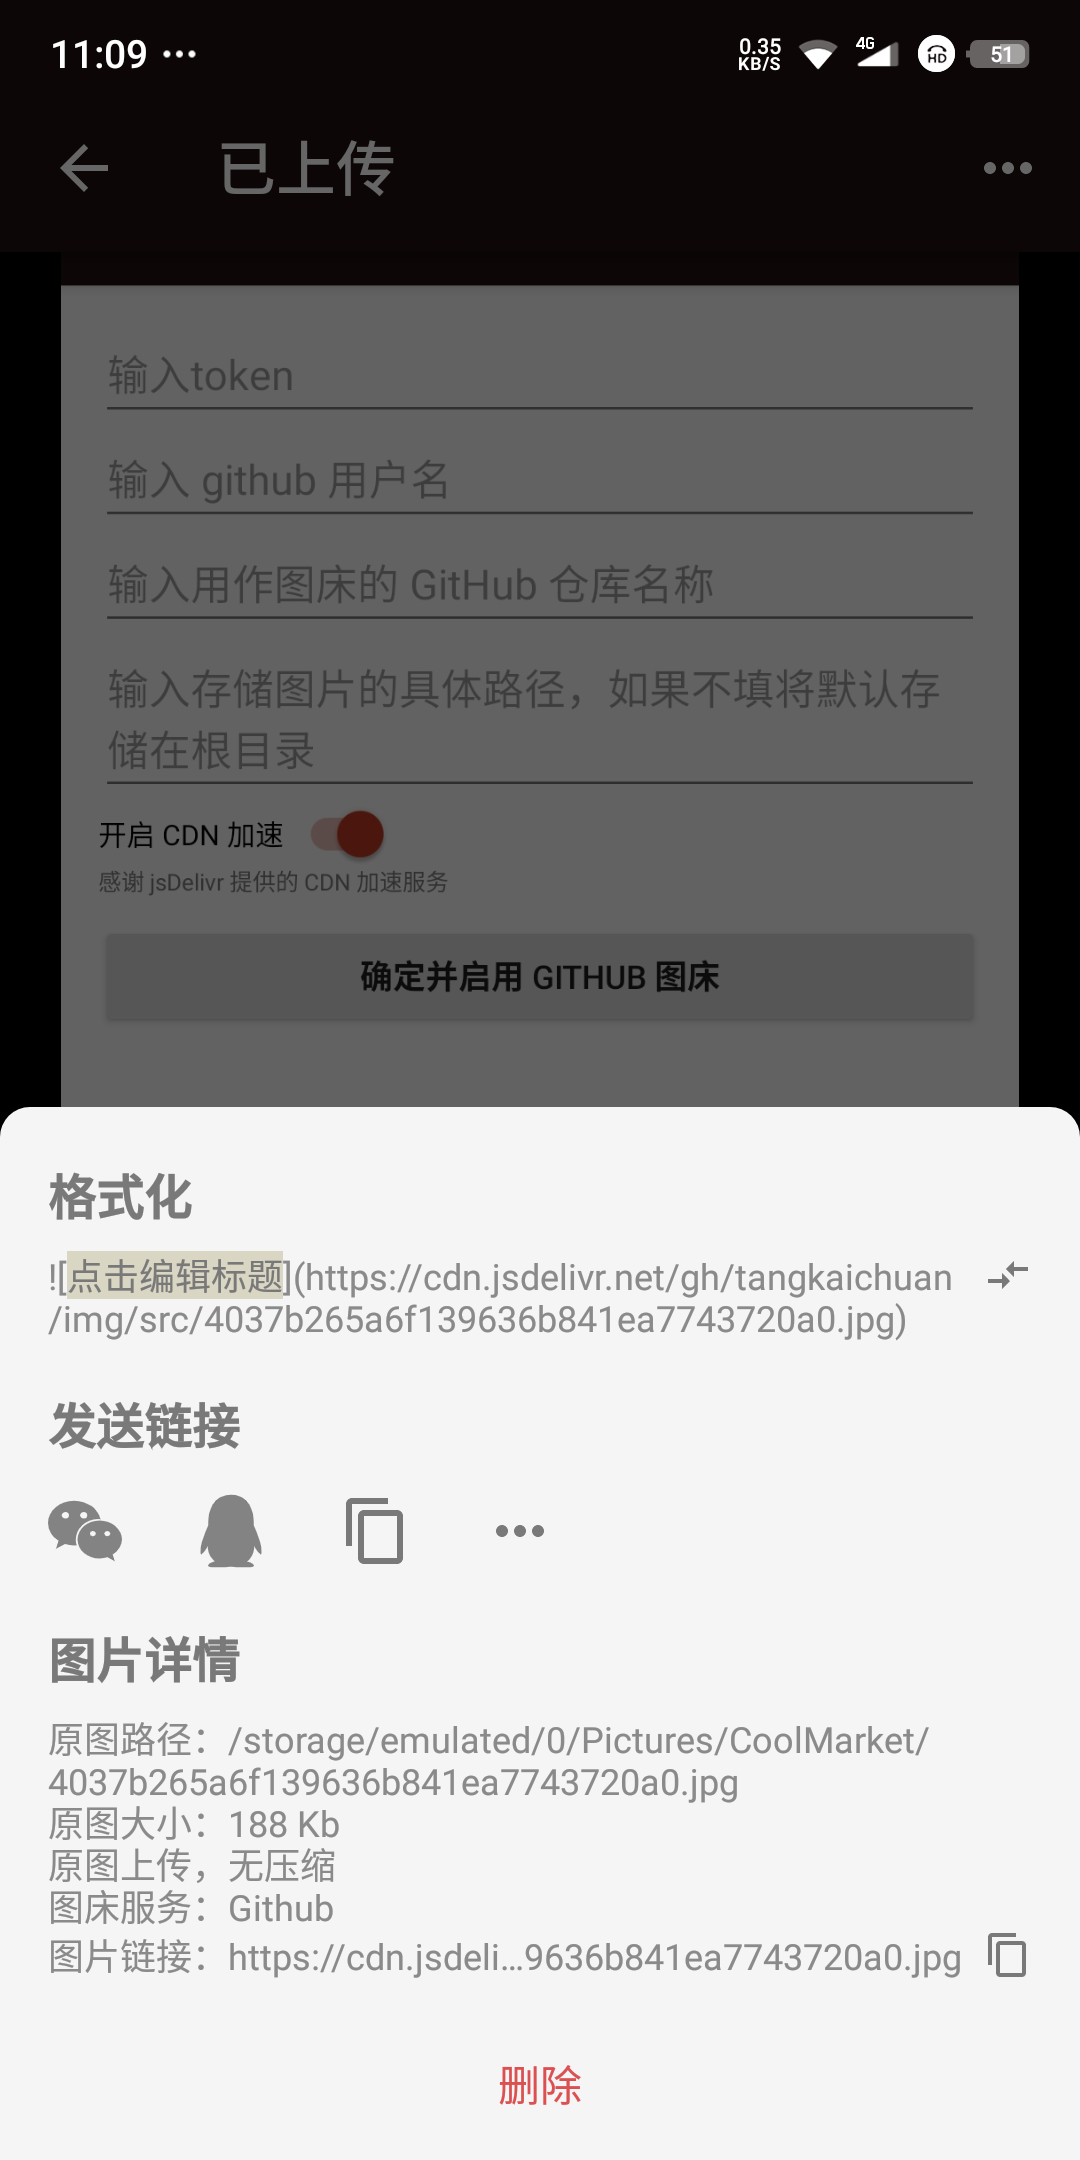 11:09
0.35
KB/S
4G
HD
51
已上传
输入token
输入 github 用户名
输入用作图床的 GitHub 仓库名称
输入存储图片的具体路径，如果不填将默认存
储在根目录
开启 CDN 加速
感谢 jsDelivr 提供的 CDN 加速服务
确定并启用 GITHUB 图床
格式化
![点击编辑标题](https://cdn.jsdelivr.net/gh/tangkaichuan
/img/src/4037b265a6f139636b841ea7743720a0.jpg)
发送链接
图片详情
原图路径：/storage/emulated/0/Pictures/CoolMarket/
4037b265a6f139636b841ea7743720a0.jpg
原图大小：188 Kb
原图上传，无压缩
图床服务：Github
图片链接：https://cdn.jsdeli...9636b841ea7743720a0.jpg
删除